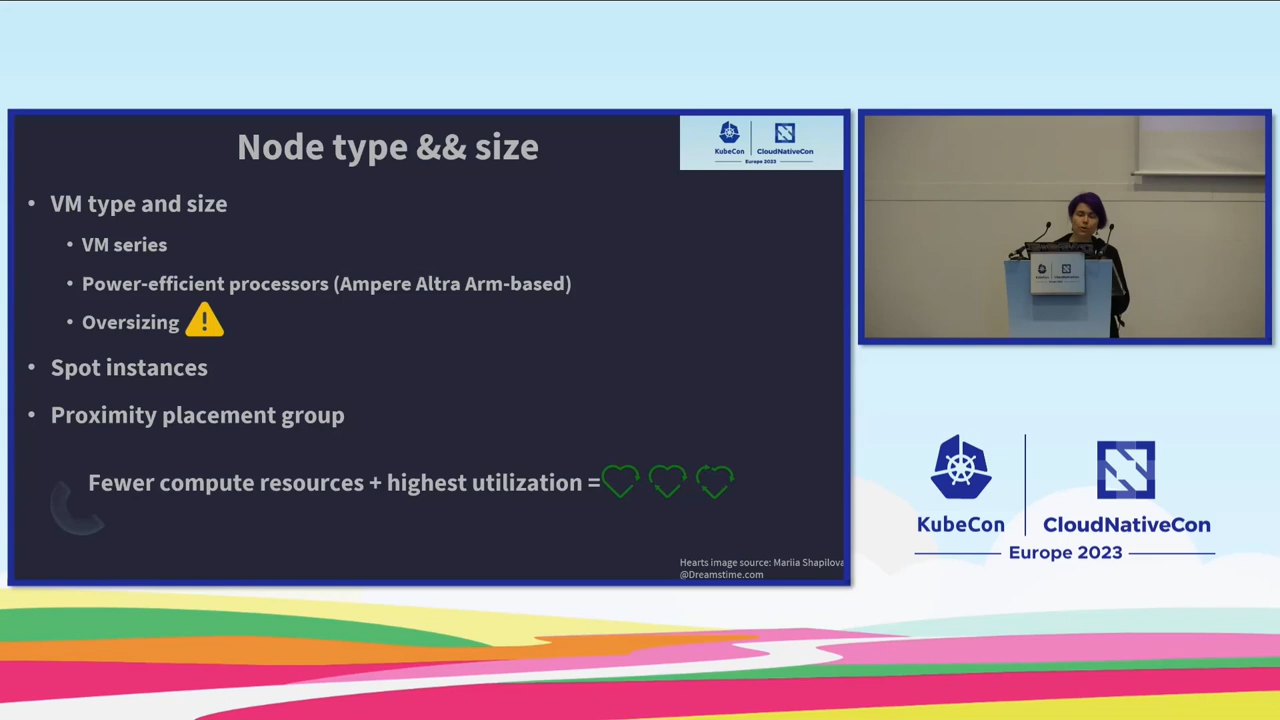 Node type && size
KubeCon
CloudNativeCon
Europe 2023
• VM type and size
• VM series
• Power-efficient processors (Ampere Altra Arm-based)
• Oversizing
• Spot instances
• Proximity placement group
Fewer compute resources + highest utilization =
Hearts image source: Mariia Shapilova
@Dreamstime.com
KubeCon
CloudNativeCon
Europe 2023